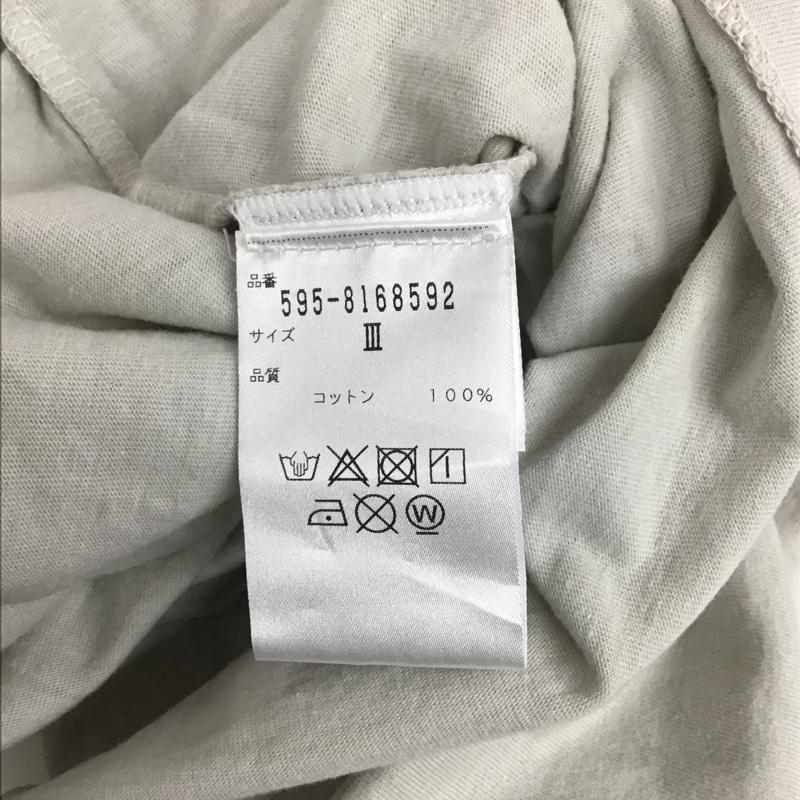 品番
595-8168592
サイズ III
品質
コットン 100%
W